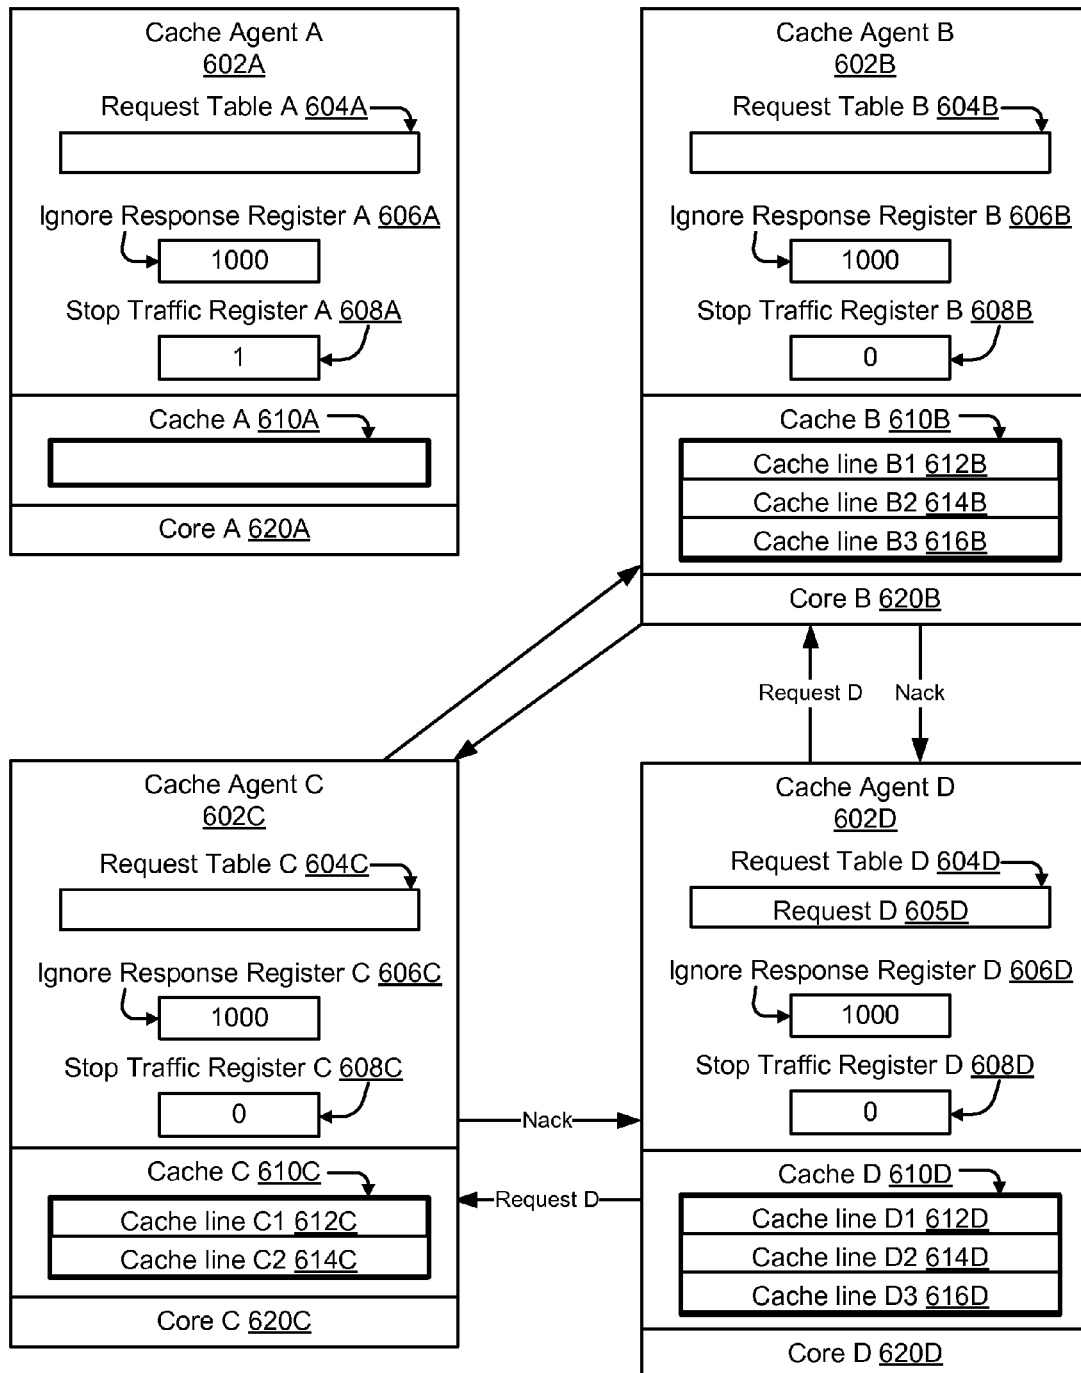 Cache Agent A
602A
Request Table A 604A
Ignore Response Register A 606A
1000
Stop Traffic Register A 608A
1
Cache A 610A
Core A 620A
Cache Agent B
602B
Request Table B 604B
Ignore Response Register B 606B
1000
Stop Traffic Register B 608B
0
Cache B 610B
Cache line B1 612B
Cache line B2 614B
Cache line B3 616B
Core B 620B
Request D
Nack
Cache Agent C
602C
Request Table C 604C
Ignore Response Register C 606C
1000
Stop Traffic Register C 608C
0
Cache C 610C
Cache line C1 612C
Cache line C2 614C
Core C 620C
Nack
Request D
Cache Agent D
602D
Request Table D 604D
Request D 605D
Ignore Response Register D 606D
1000
Stop Traffic Register D 608D
0
Cache D 610D
Cache line D1 612D
Cache line D2 614D
Cache line D3 616D
Core D 620D